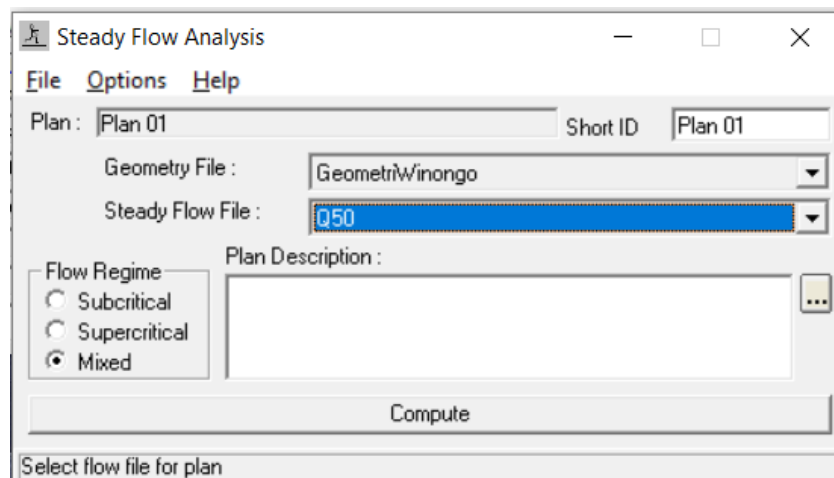 Steady Flow Analysis
File Options Help
Plan : Plan 01 Short ID Plan 01
Geometry File : GeometriWinongo
Steady Flow File : Q50
Flow Regime Plan Description :
Subcritical
Supercritical
Mixed
...
Compute
Select flow file for plan